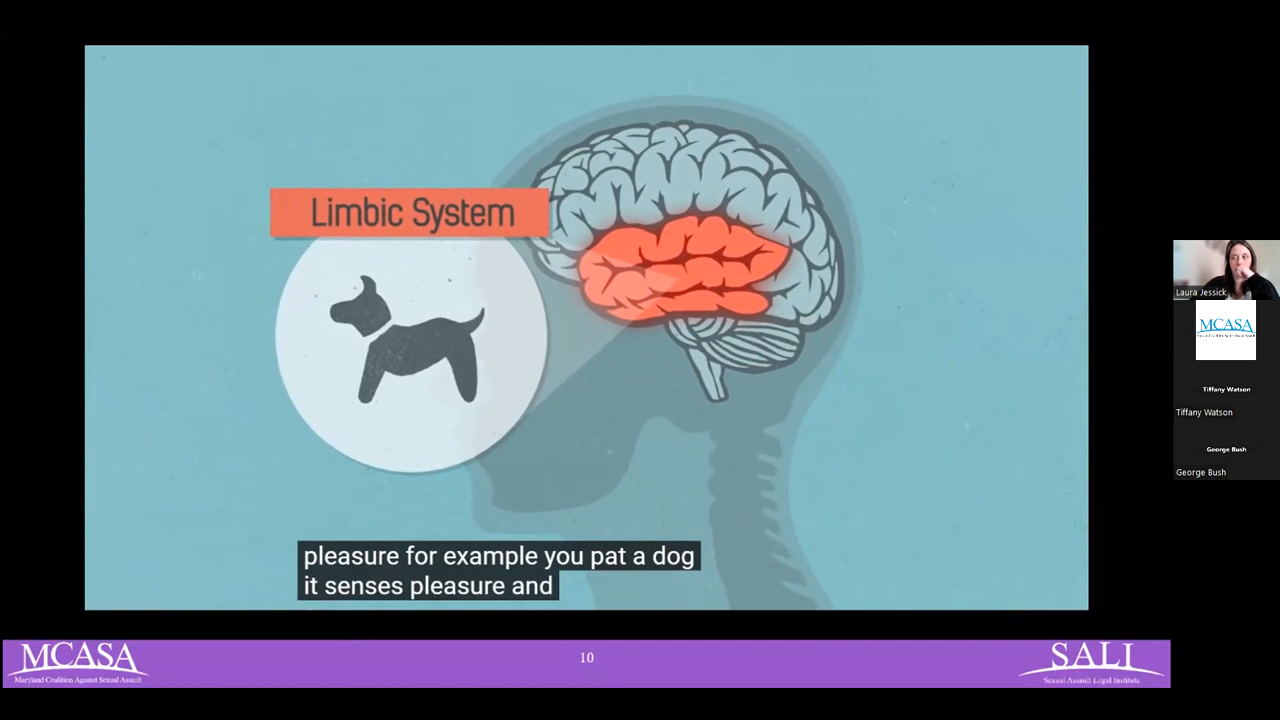 Limbic System
pleasure for example you pat a dog
it senses pleasure and
MCASA
Maryland Coalition Against Sexual Assault
10
SALI
Sexual Assault Legal Institute
Laura Jessick
MCASA
Tiffany Watson
Tiffany Watson
George Bush
George Bush